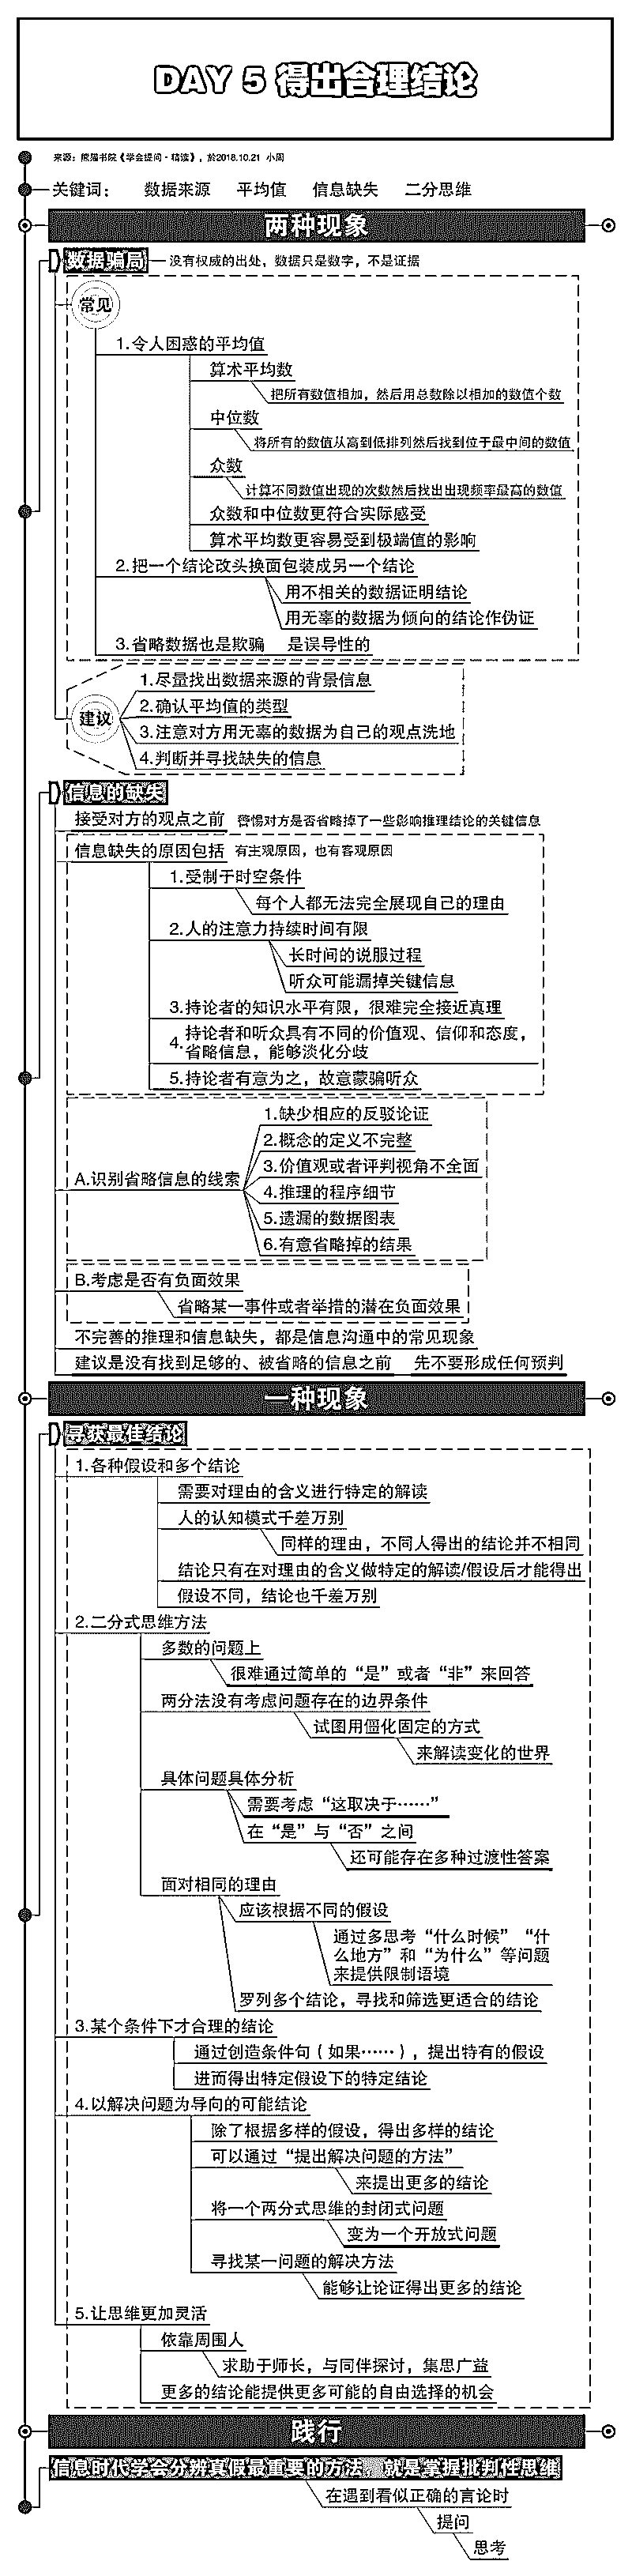 DAY 5 得出合理结论
来源：熊猫书院《学会提问·精读》，於2018.10.21 小周
关键词： 数据来源 平均值 信息缺失 二分思维
两种现象
数据骗局 没有权威的出处，数据只是数字，不是证据
常见
1.令人困惑的平均值
算术平均数
把所有数值相加，然后用总数除以相加的数值个数
中位数
将所有的数值从高到低排列然后找到位于最中间的数值
众数
计算不同数值出现的次数然后找出出现频率最高的数值
众数和中位数更符合实际感受
算术平均数更容易受到极端值的影响
2.把一个结论改头换面包装成另一个结论
用不相关的数据证明结论
用无辜的数据为倾向的结论作伪证
3.省略数据也是欺骗 是误导性的
建议
1.尽量找出数据来源的背景信息
2.确认平均值的类型
3.注意对方用无辜的数据为自己的观点洗地
4.判断并寻找缺失的信息
信息的缺失
接受对方的观点之前 警惕对方是否省略掉了一些影响推理结论的关键信息
信息缺失的原因包括 有主观原因，也有客观原因
1.受制于时空条件
每个人都无法完全展现自己的理由
2.人的注意力持续时间有限
长时间的说服过程
听众可能漏掉关键信息
3.持论者的知识水平有限，很难完全接近真理
4.持论者和听众具有不同的价值观、信仰和态度，
省略信息，能够淡化分歧
5.持论者有意为之，故意蒙骗听众
A.识别省略信息的线索
1.缺少相应的反驳论证
2.概念的定义不完整
3.价值观或者评判视角不全面
4.推理的程序细节
5.遗漏的数据图表
6.有意省略掉的结果
B.考虑是否有负面效果
省略某一事件或者举措的潜在负面效果
不完善的推理和信息缺失，都是信息沟通中的常见现象
建议是没有找到足够的、被省略的信息之前 先不要形成任何预判
一种现象
寻获最佳结论
1.各种假设和多个结论
需要对理由的含义进行特定的解读
人的认知模式千差万别
同样的理由，不同人得出的结论并不相同
结论只有在对理由的含义做特定的解读/假设后才能得出
假设不同，结论也千差万别
2.二分式思维方法
多数的问题上
很难通过简单的“是”或者“非”来回答
两分法没有考虑问题存在的边界条件
试图用僵化固定的方式
来解读变化的世界
具体问题具体分析
需要考虑“这取决于……”
在“是”与“否”之间
还可能存在多种过渡性答案
面对相同的理由
应该根据不同的假设
通过多思考“什么时候”“什
么地方”和“为什么”等问题
来提供限制语境
罗列多个结论，寻找和筛选更适合的结论
3.某个条件下才合理的结论
通过创造条件句（如果……），提出特有的假设
进而得出特定假设下的特定结论
4.以解决问题为导向的可能结论
除了根据多样的假设，得出多样的结论
可以通过“提出解决问题的方法”
来提出更多的结论
将一个两分式思维的封闭式问题
变为一个开放式问题
寻找某一问题的解决方法
能够让论证得出更多的结论
5.让思维更加灵活
依靠周围人
求助于师长，与同伴探讨，集思广益
更多的结论能提供更多可能的自由选择的机会
践行
信息时代学会分辨真假最重要的方法 就是掌握批判性思维
在遇到看似正确的言论时
提问
思考